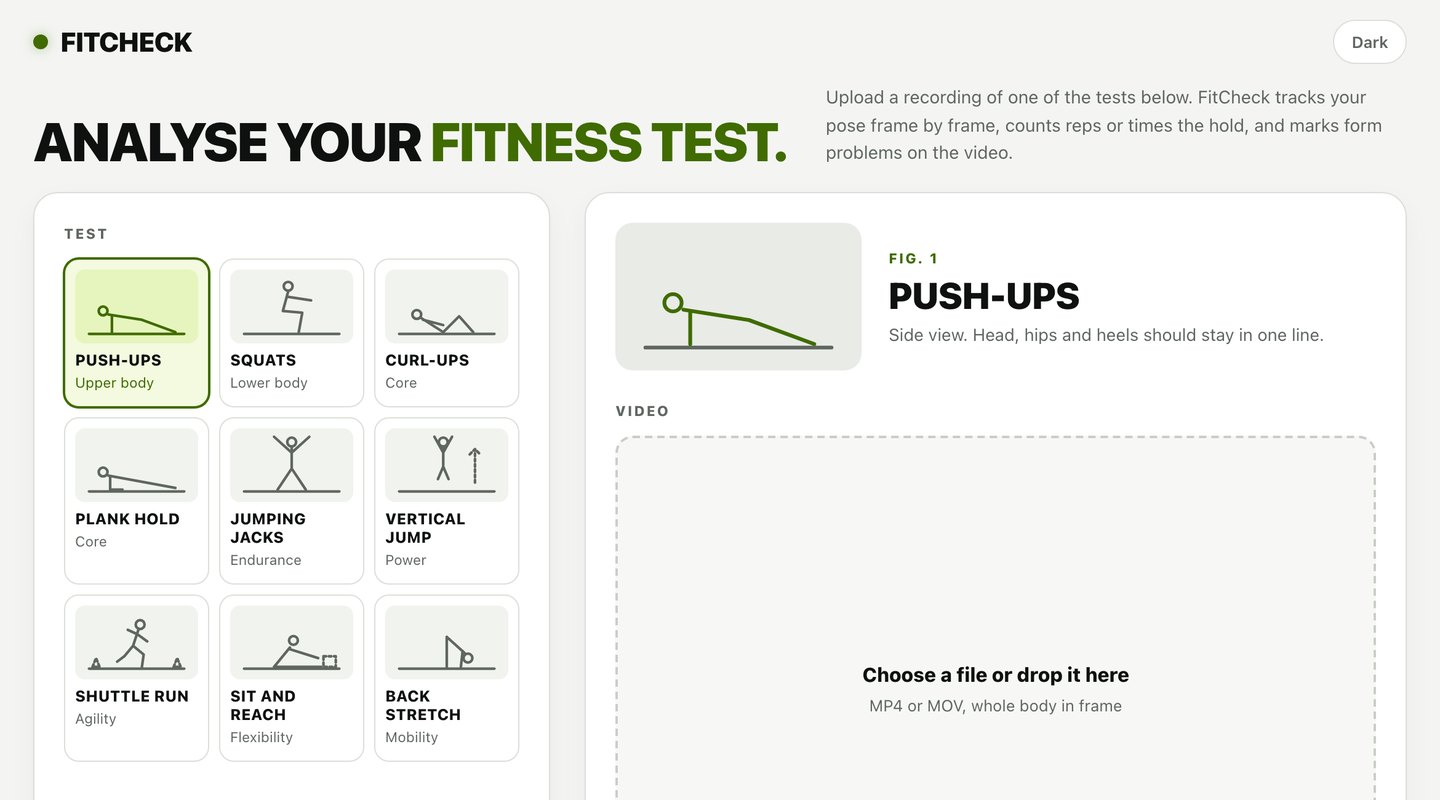 FITCHECK
Dark
ANALYSE YOUR FITNESS TEST.
Upload a recording of one of the tests below. FitCheck tracks your
pose frame by frame, counts reps or times the hold, and marks form
problems on the video.
TEST
PUSH-UPS
Upper body
SQUATS
Lower body
CURL-UPS
Core
PLANK HOLD
Core
JUMPING
JACKS
Endurance
VERTICAL
JUMP
Power
SHUTTLE RUN
Agility
SIT AND
REACH
Flexibility
BACK
STRETCH
Mobility
FIG. 1
PUSH-UPS
Side view. Head, hips and heels should stay in one line.
VIDEO
Choose a file or drop it here
MP4 or MOV, whole body in frame